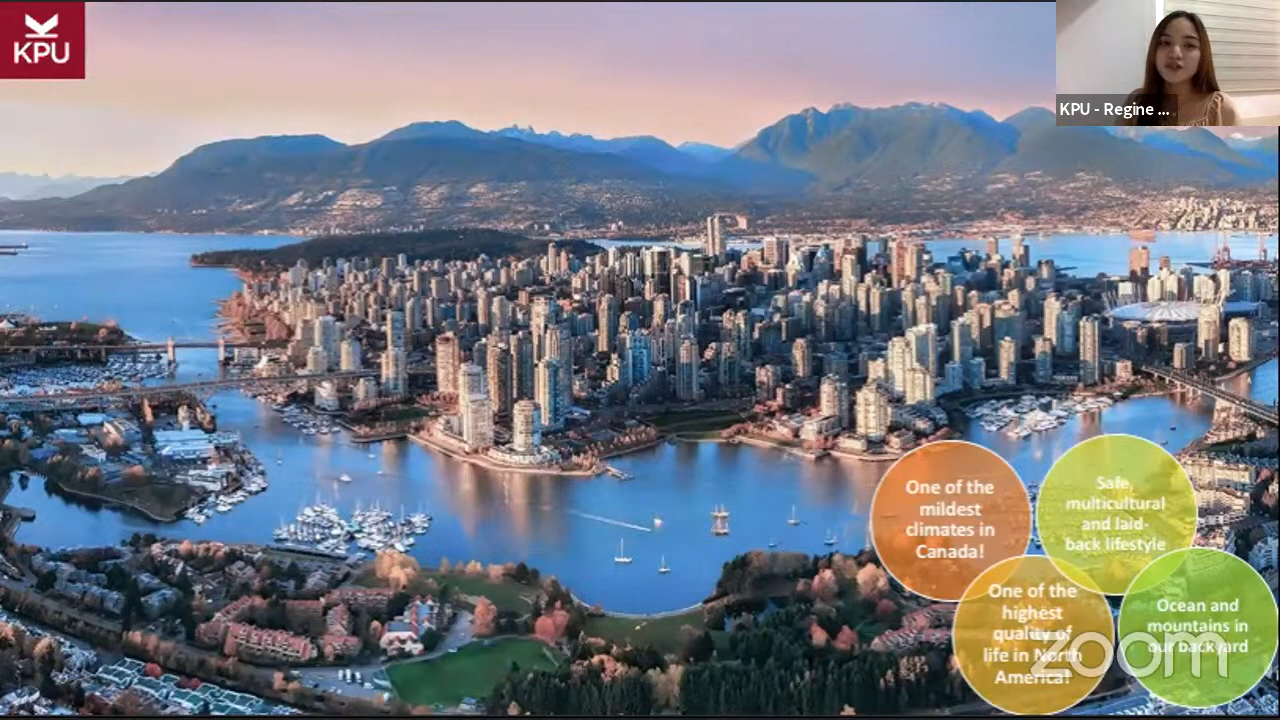 KPU
KPU - Regine ...
One of the
mildest
climates in
Canada!
Safe,
multicultural
and laid-
back lifestyle
One of the
highest
quality of
life in North
America!
Ocean and
mountains in
our backyard
zoom